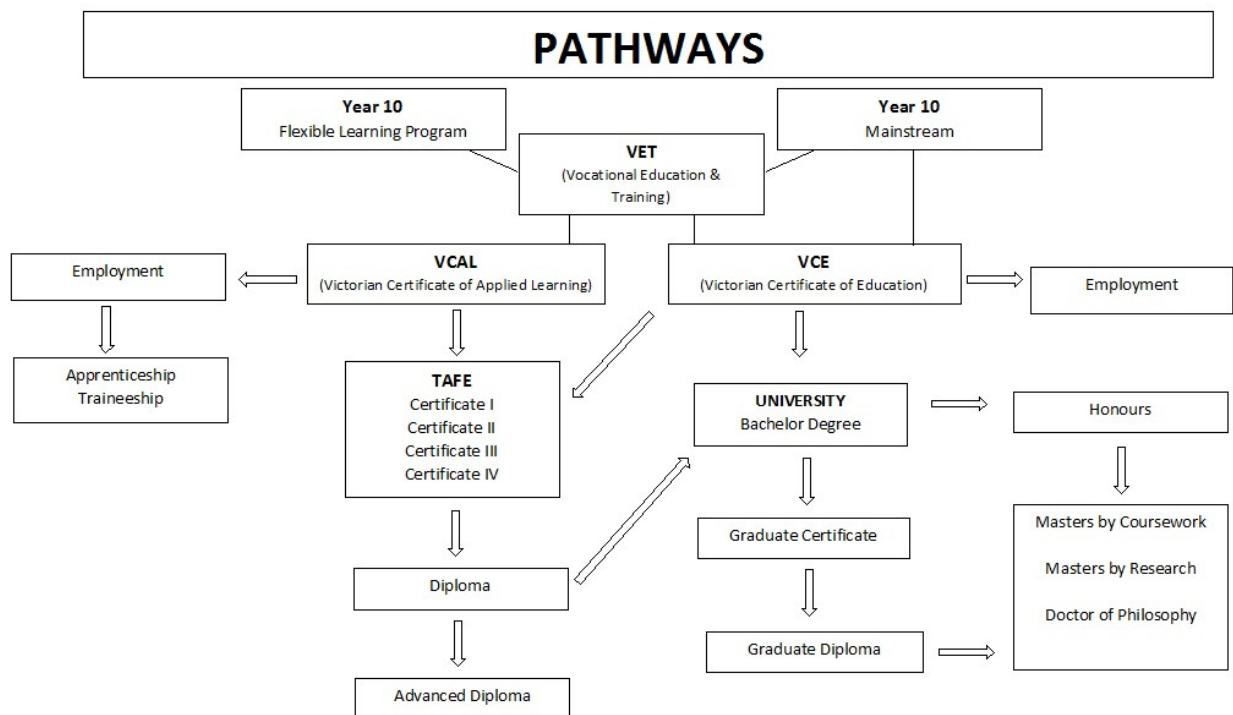 PATHWAYS
Year 10
Flexible Learning Program
Year 10
Mainstream
VET
(Vocational Education &
Training)
VCAL
(Victorian Certificate of Applied Learning)
VCE
(Victorian Certificate of Education)
Employment
Employment
Apprenticeship
Traineeship
TAFE
Certificate I
Certificate II
Certificate III
Certificate IV
UNIVERSITY
Bachelor Degree
Honours
Graduate Certificate
Masters by Coursework
Masters by Research
Doctor of Philosophy
Diploma
Graduate Diploma
Advanced Diploma